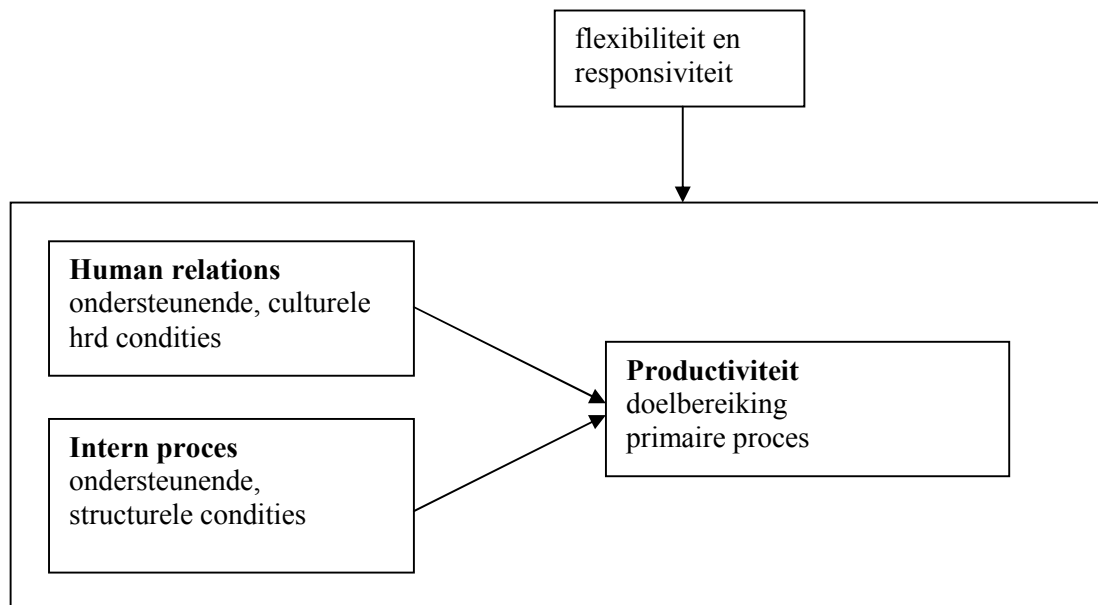 flexibiliteit en
responsiviteit
Human relations
ondersteunende, culturele
hrd condities
Productiviteit
doelbereiking
primaire proces
Intern proces
ondersteunende,
structurele condities